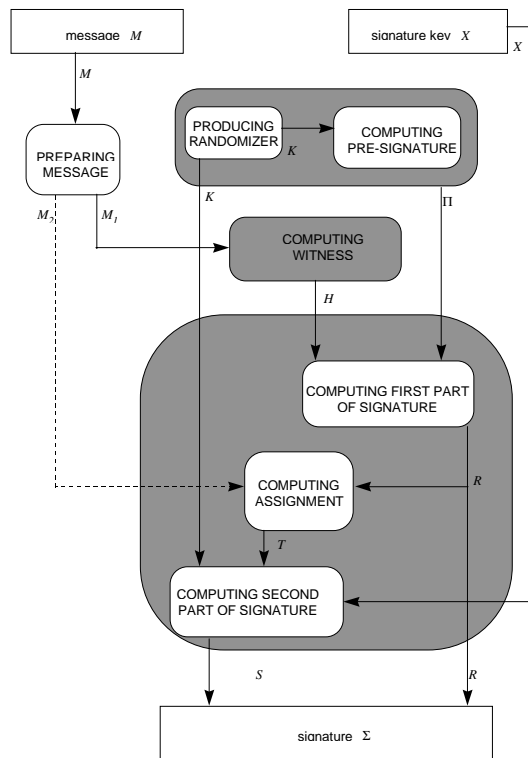 message M
signature key X
X
M
PRODUCING
RANDOMIZER
K
COMPUTING
PRE-SIGNATURE
PREPARING
MESSAGE
M2
M1
K
Π
COMPUTING
WITNESS
H
COMPUTING FIRST PART
OF SIGNATURE
COMPUTING
ASSIGNMENT
R
T
COMPUTING SECOND
PART OF SIGNATURE
S
R
signature Σ